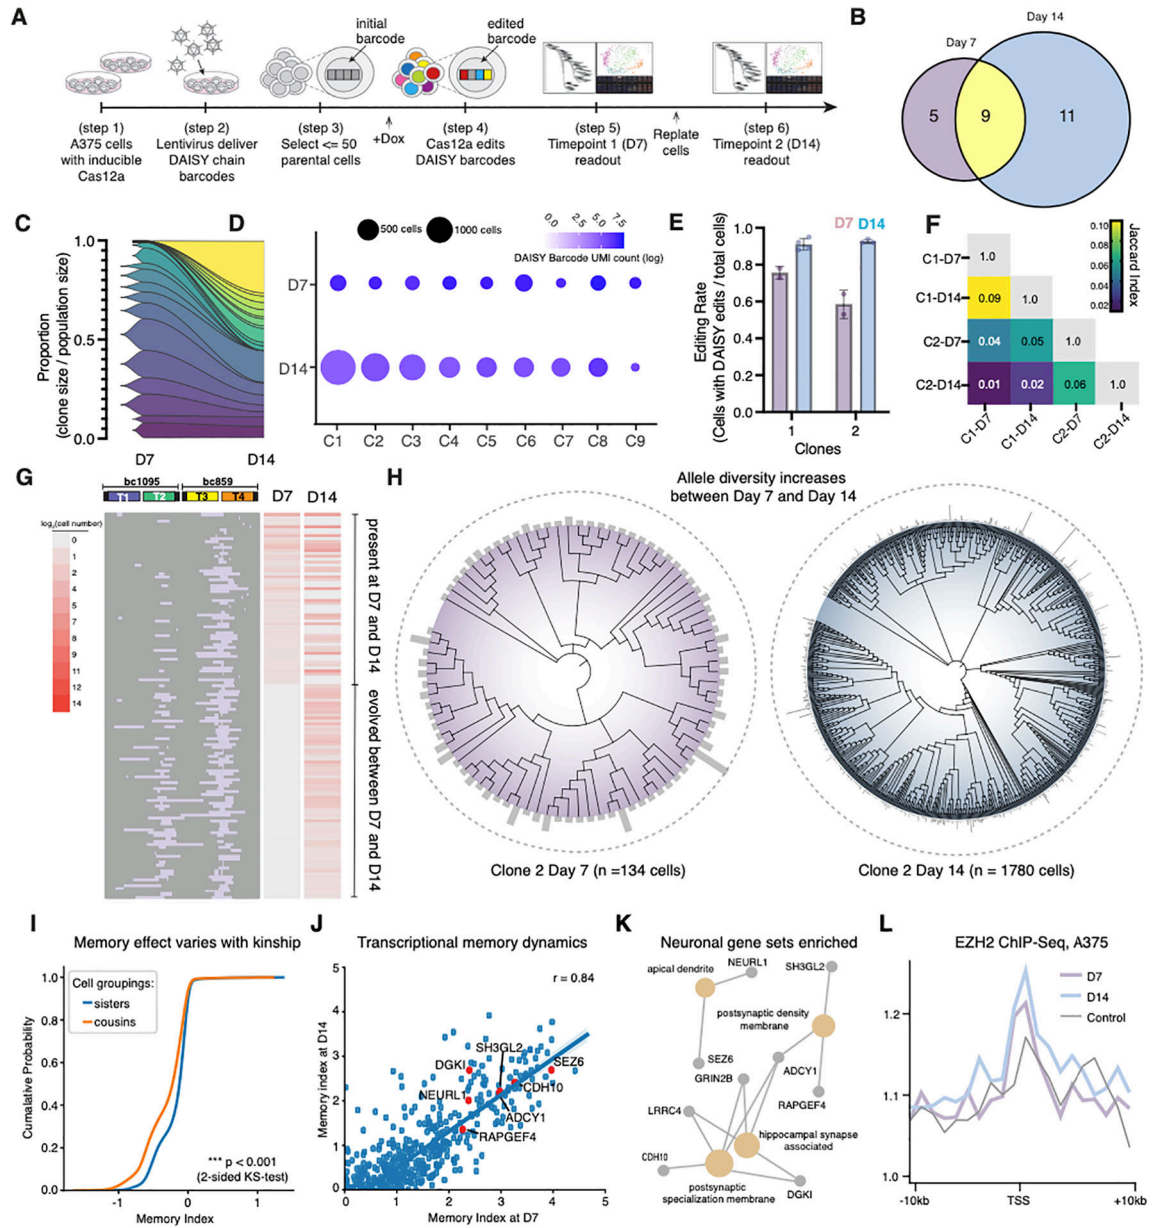 A
initial
barcode
edited
barcode
(step 1)
A375 cells
with inducible
Cas12a
(step 2)
Lentivirus deliver
DAISY chain
barcodes
(step 3)
Select <= 50
parental cells
+Dox
(step 4)
Cas12a edits
DAISY barcodes
(step 5)
Timepoint 1 (D7)
readout
Replate
cells
(step 6)
Timepoint 2 (D14)
readout
B
Day 14
Day 7
5
9
11
C
Proportion
(clone size / population size)
1.0
0.5
0.0
D7
D14
D
500 cells
1000 cells
0.0
2.5
5.0
7.5
DAISY Barcode UMI count (log)
D7
D14
C1
C2
C3
C4
C5
C6
C7
C8
C9
E
D7 D14
Editing Rate
(Cells with DAISY edits / total cells)
1.0
0.8
0.6
0.4
0.2
0.0
1
2
Clones
F
Jaccard Index
0.10
0.08
0.06
0.04
0.02
C1-D7
1.0
C1-D14
0.09
1.0
C2-D7
0.04
0.05
1.0
C2-D14
0.01
0.02
0.06
1.0
C1-D7
C1-D14
C2-D7
C2-D14
G
bc1095
bc859
T1
T2
T3
T4
D7
D14
log2(cell number)
0
1
2
4
5
7
8
9
11
12
14
present at D7 and D14
evolved between D7 and D14
H
Allele diversity increases
between Day 7 and Day 14
Clone 2 Day 7 (n =134 cells)
Clone 2 Day 14 (n = 1780 cells)
I
Memory effect varies with kinship
Cell groupings:
sisters
cousins
Cumulative Probability
1.0
0.8
0.6
0.4
0.2
0.0
*** p < 0.001
(2-sided KS-test)
-1
0
1
Memory Index
J
Transcriptional memory dynamics
r = 0.84
Memory index at D14
5
4
3
2
1
0
SH3GL2
DGKI
SEZ6
CDH10
NEURL1
ADCY1
RAPGEF4
0
1
2
3
4
5
Memory Index at D7
K
Neuronal gene sets enriched
NEURL1
SH3GL2
apical dendrite
postsynaptic density
membrane
SEZ6
GRIN2B
ADCY1
RAPGEF4
LRRC4
hippocampal synapse
associated
CDH10
postsynaptic
specialization membrane
DGKI
L
EZH2 ChIP-Seq, A375
D7
D14
Control
1.2
1.1
1.0
-10kb
TSS
+10kb